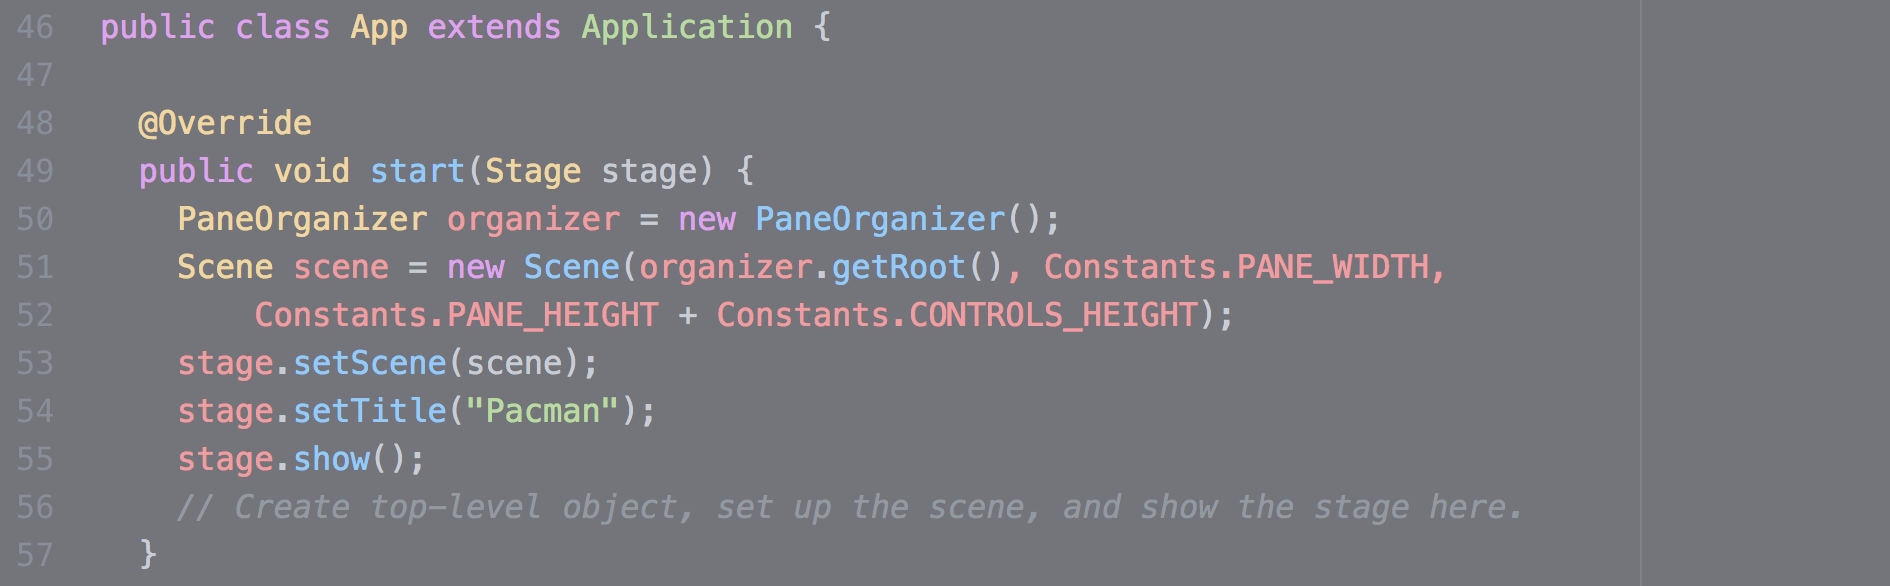 46 public class App extends Application {
47
48 @Override
49 public void start(Stage stage) {
50 PaneOrganizer organizer = new PaneOrganizer();
51 Scene scene = new Scene(organizer.getRoot(), Constants.PANE_WIDTH,
52 Constants.PANE_HEIGHT + Constants.CONTROLS_HEIGHT);
53 stage.setScene(scene);
54 stage.setTitle("Pacman");
55 stage.show();
56 // Create top-level object, set up the scene, and show the stage here.
57 }